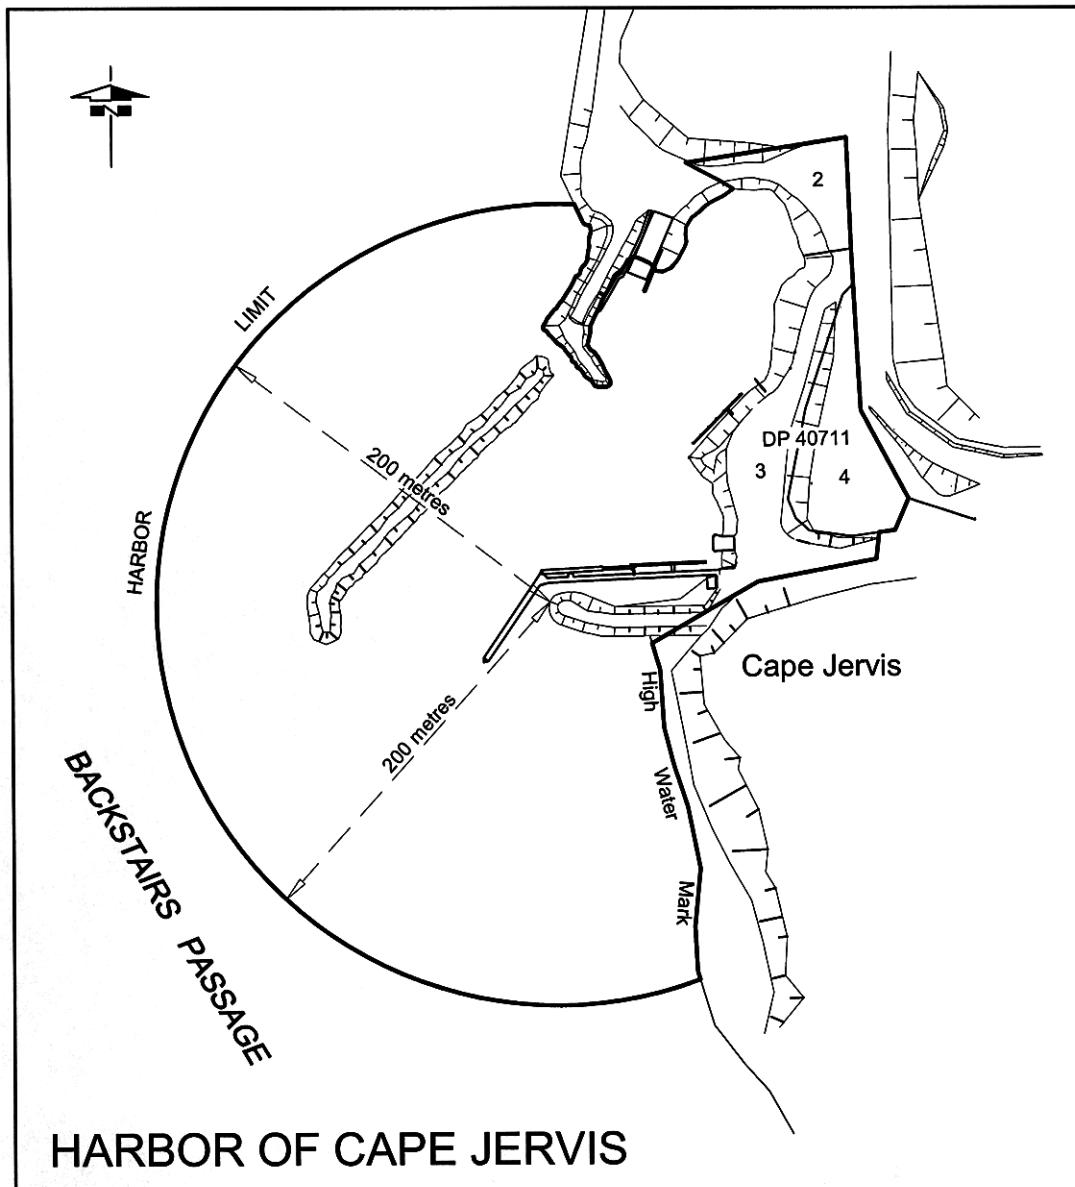 N
2
LIMIT
DP 40711
3
4
200 metres
HARBOR
Cape Jervis
High
Water
Mark
200 metres
BACKSTAIRS PASSAGE
HARBOR OF CAPE JERVIS